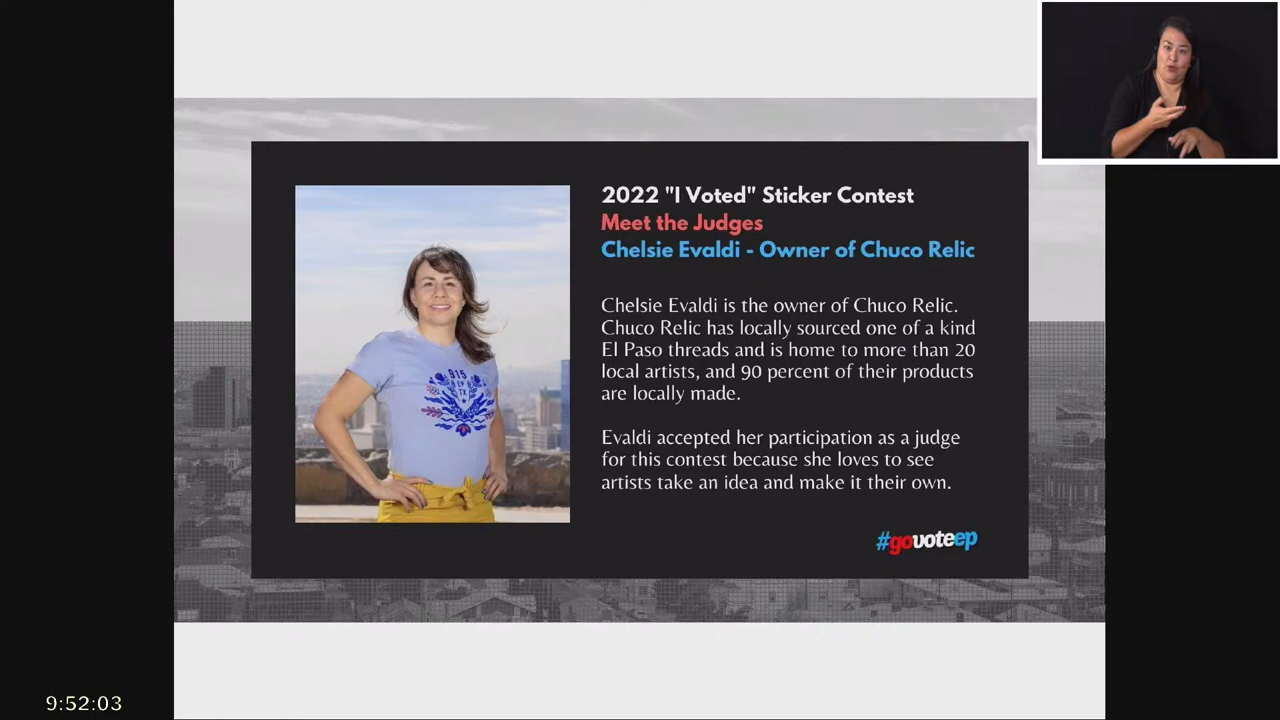 2022 "I Voted" Sticker Contest
Meet the Judges
Chelsie Evaldi - Owner of Chuco Relic
Chelsie Evaldi is the owner of Chuco Relic.
Chuco Relic has locally sourced one of a kind
El Paso threads and is home to more than 20
local artists, and 90 percent of their products
are locally made.
Evaldi accepted her participation as a judge
for this contest because she loves to see
artists take an idea and make it their own.
915
EP
TX
#govoteep
9:52:03